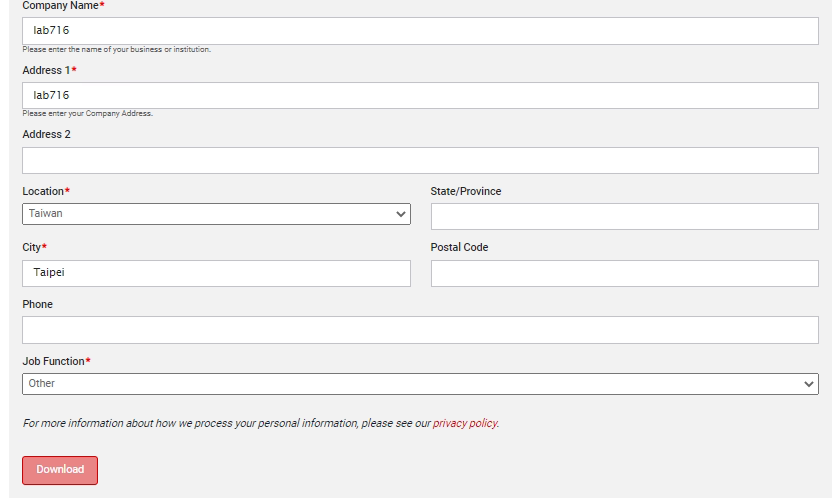 Company Name*
lab716
Please enter the name of your business or institution.
Address 1*
lab716
Please enter your Company Address.
Address 2
Location* State/Province
Taiwan
City* Postal Code
Taipei
Phone
Job Function*
Other
For more information about how we process your personal information, please see our privacy policy.
Download